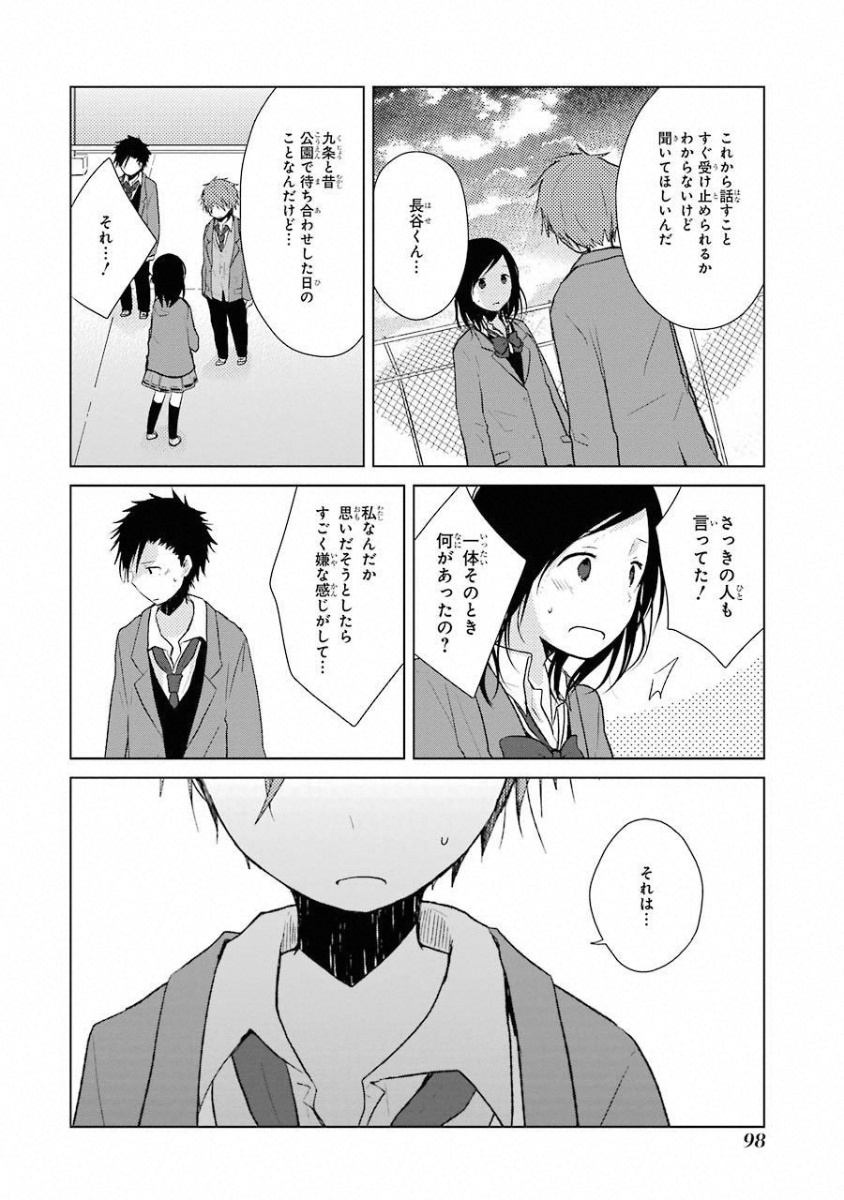 これから話すこと
すぐ受け止められるか
わからないけど
聞いてほしいんだ
長谷くん…
九条と昔
公園で待ち合わせした日の
ことなんだけど…
それ…！
さっきの人も
言ってた！
一体そのとき
何があったの？
私なんだか
思いだそうとしたら
すごく嫌な感じがして…
それは…
98